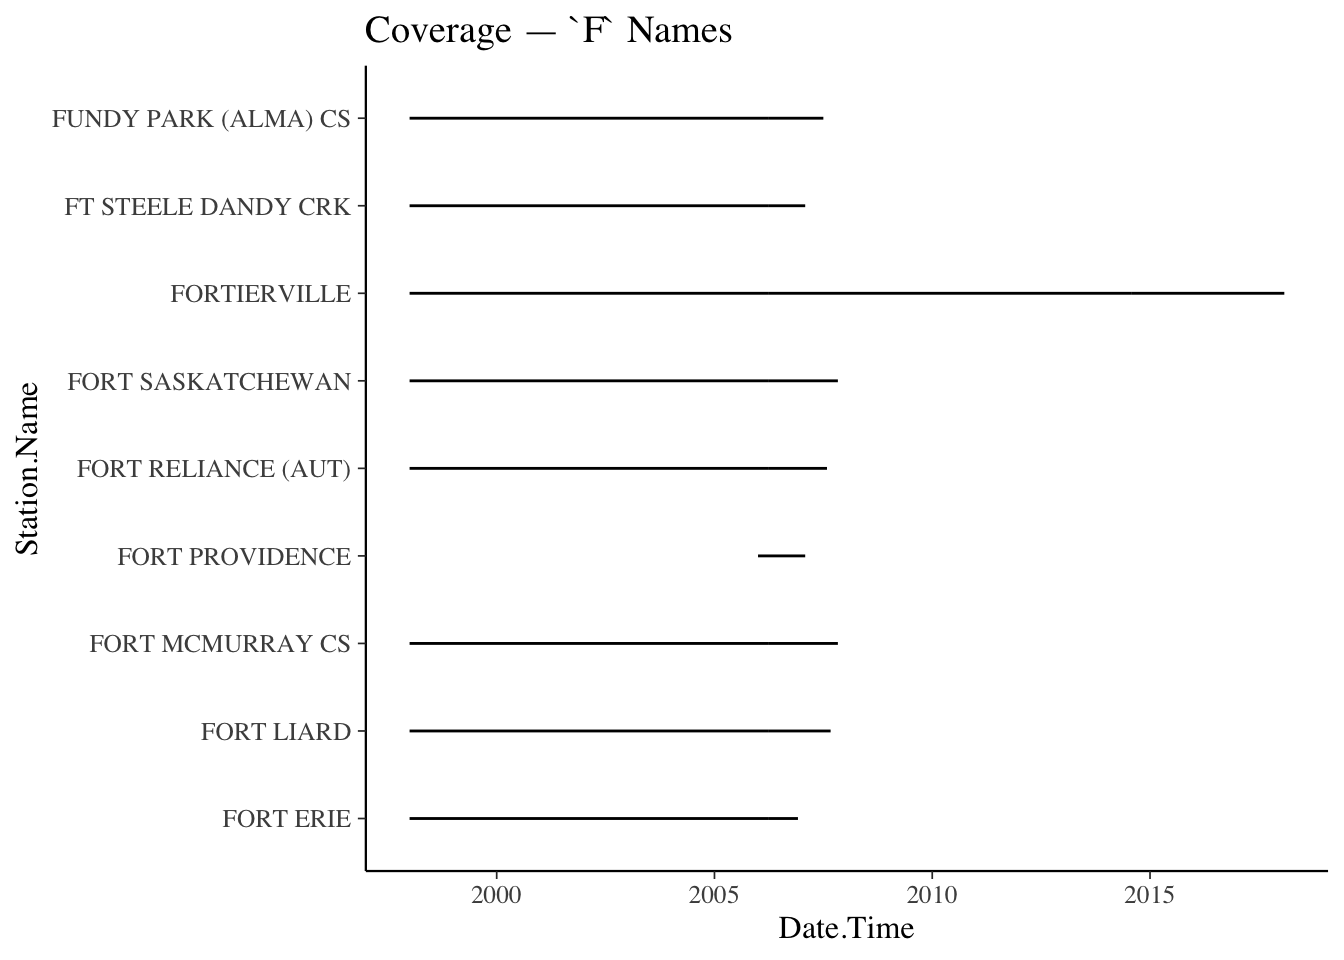 Coverage — `F` Names
FUNDY PARK (ALMA) CS
FT STEELE DANDY CRK
FORTIERVILLE
FORT SASKATCHEWAN
FORT RELIANCE (AUT)
FORT PROVIDENCE
FORT MCMURRAY CS
FORT LIARD
FORT ERIE
Station.Name
2000 2005 2010 2015
Date.Time